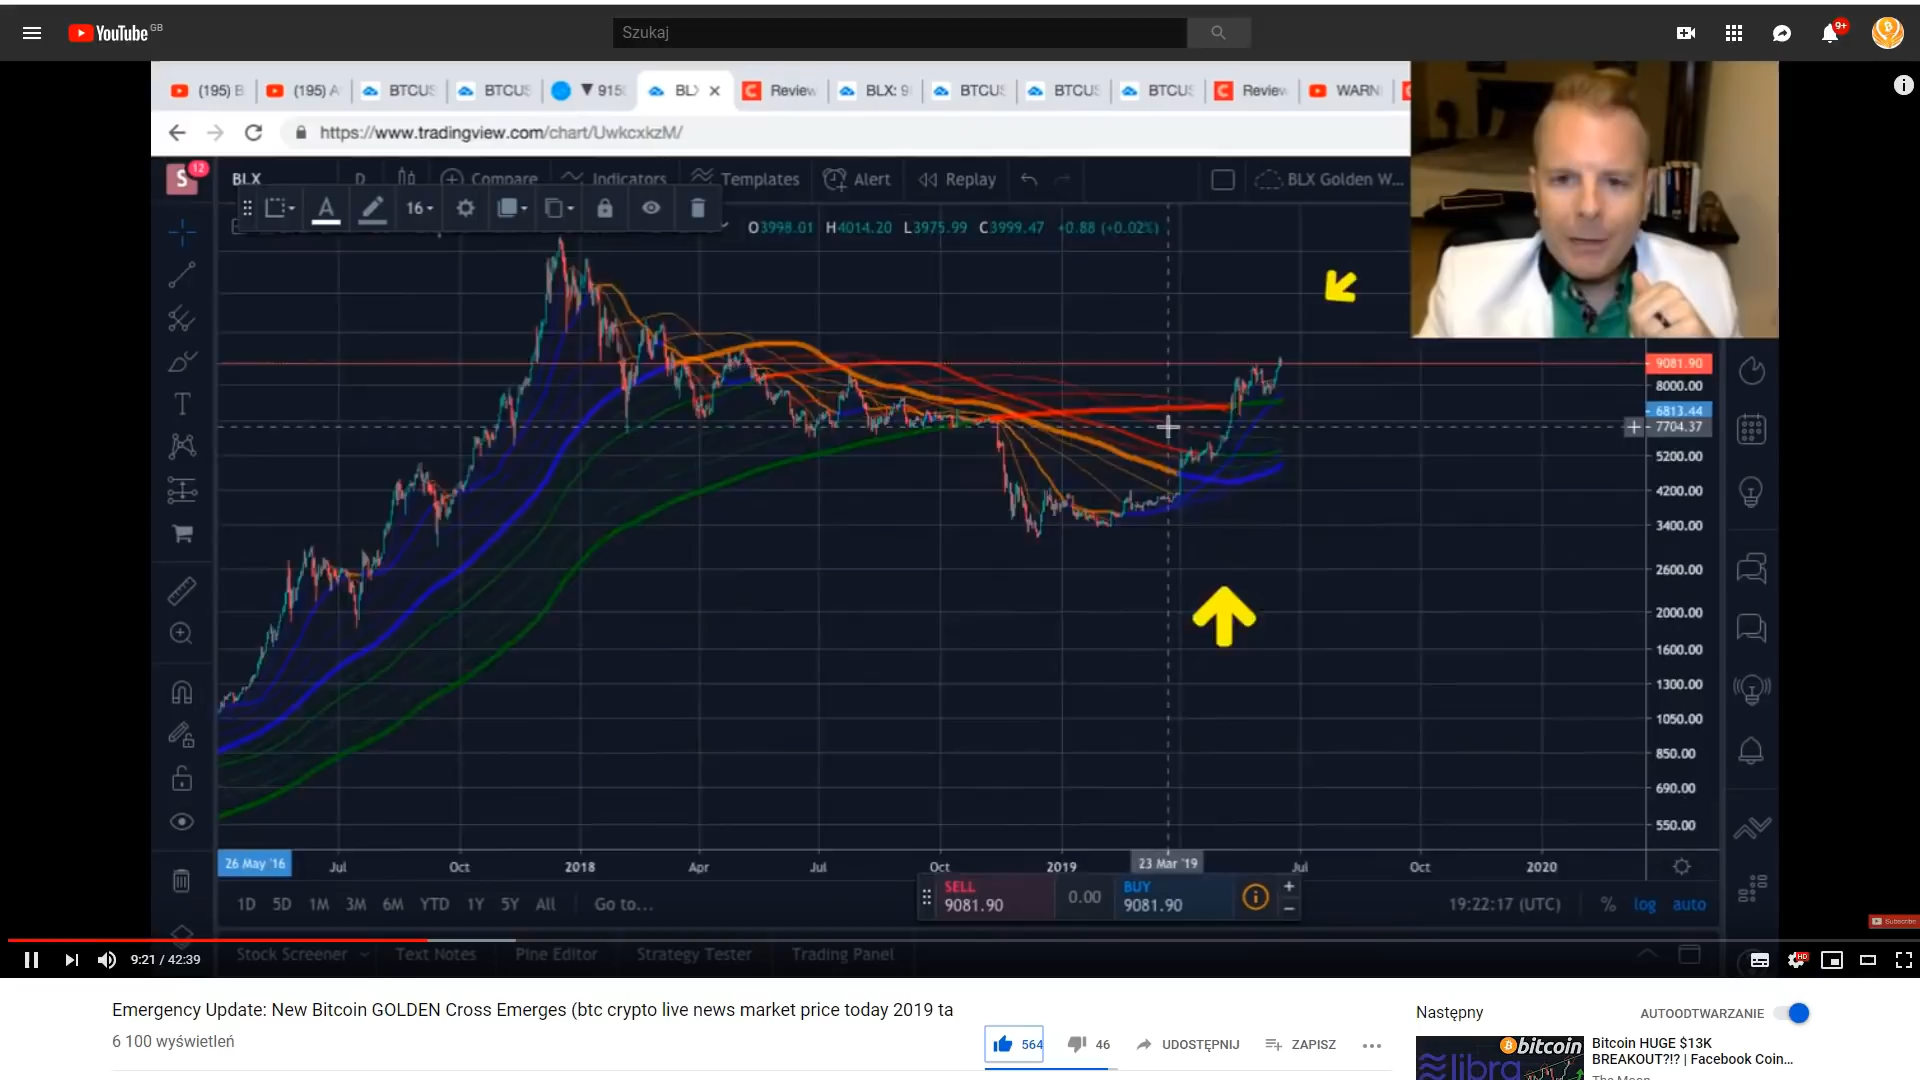 YouTube GB
Szukaj
9+
(195) B
(195) A
BTCUS
BTCUS
▼ 915
BLX
Review
BLX: 9
BTCUS
BTCUS
BTCUS
Review
WARN
https://www.tradingview.com/chart/UwkcxkzM/
S 12
BLX
D
Compare
Indicators
Templates
Alert
Replay
BLX Golden W...
16
O3998.01 H4014.20 L3975.99 C3999.47 +0.88 (+0.02%)
9081.90
8000.00
6813.44
7704.37
5200.00
4200.00
3400.00
2600.00
2000.00
1600.00
1300.00
1050.00
850.00
690.00
550.00
26 May '16
Jul
Oct
2018
Apr
Jul
Oct
2019
23 Mar '19
Jul
Oct
2020
SELL
9081.90
0.00
BUY
9081.90
1D 5D 1M 3M 6M YTD 1Y 5Y All Go to...
19:22:17 (UTC) % log auto
Subscribe
Stock Screener
Text Notes
Pine Editor
Strategy Tester
Trading Panel
9:21 / 42:39
HD
Emergency Update: New Bitcoin GOLDEN Cross Emerges (btc crypto live news market price today 2019 ta
6 100 wyświetleń
564
46
UDOSTĘPNIJ
ZAPISZ
Następny
AUTOODTWARZANIE
bitcoin
libra
Bitcoin HUGE $13K
BREAKOUT?!? | Facebook Coin...
The Moon